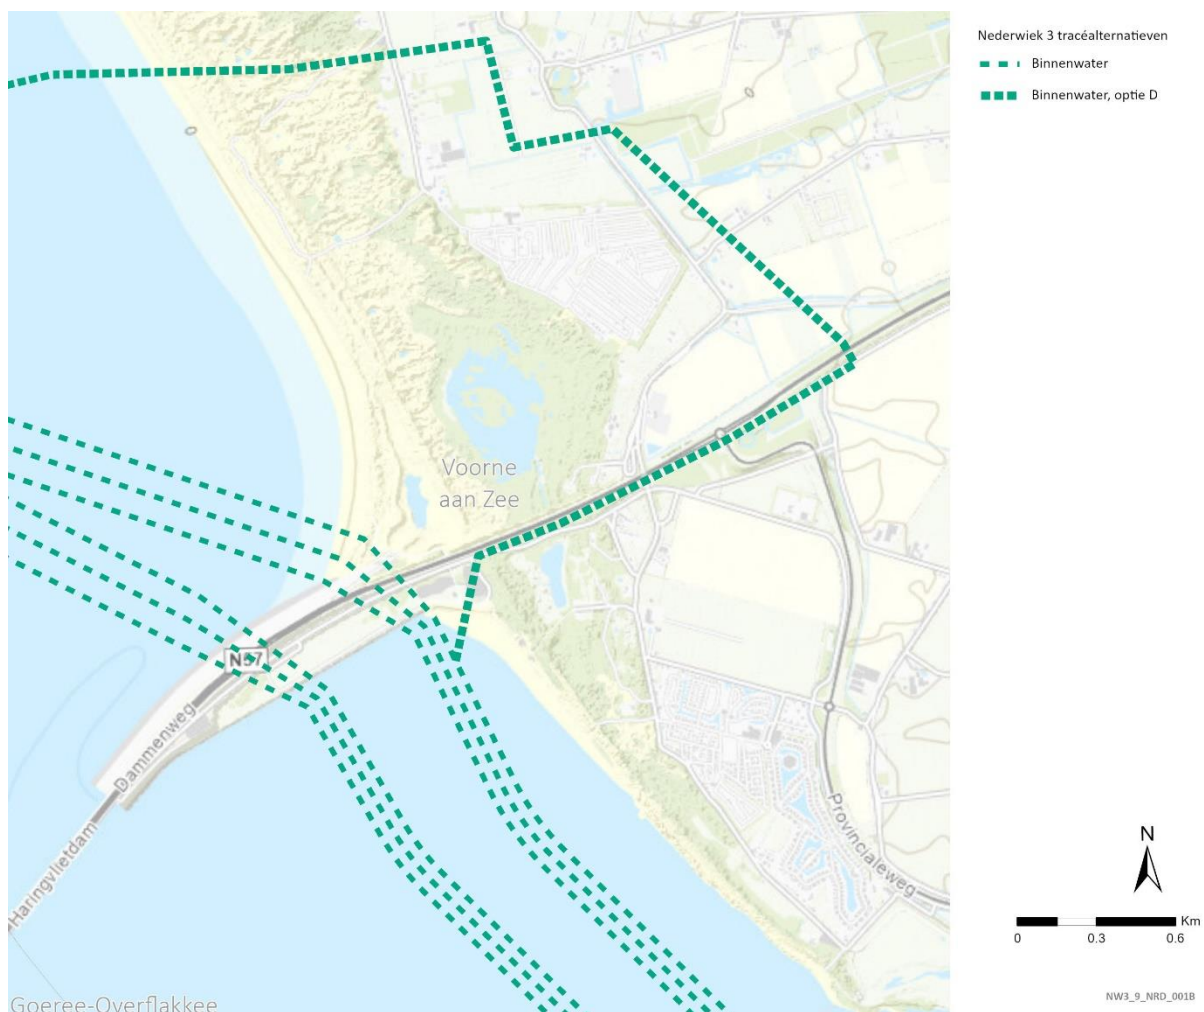 Nederwiek 3 tracéalternatieven
Binnenwater
Binnenwater, optie D
Voorne
aan Zee
N57
Dammenweg
Haringvlietdam
Provincialeweg
Goeree-Overflakkee
N
Km
0 0.3 0.6
NW3_9_NRD_001B